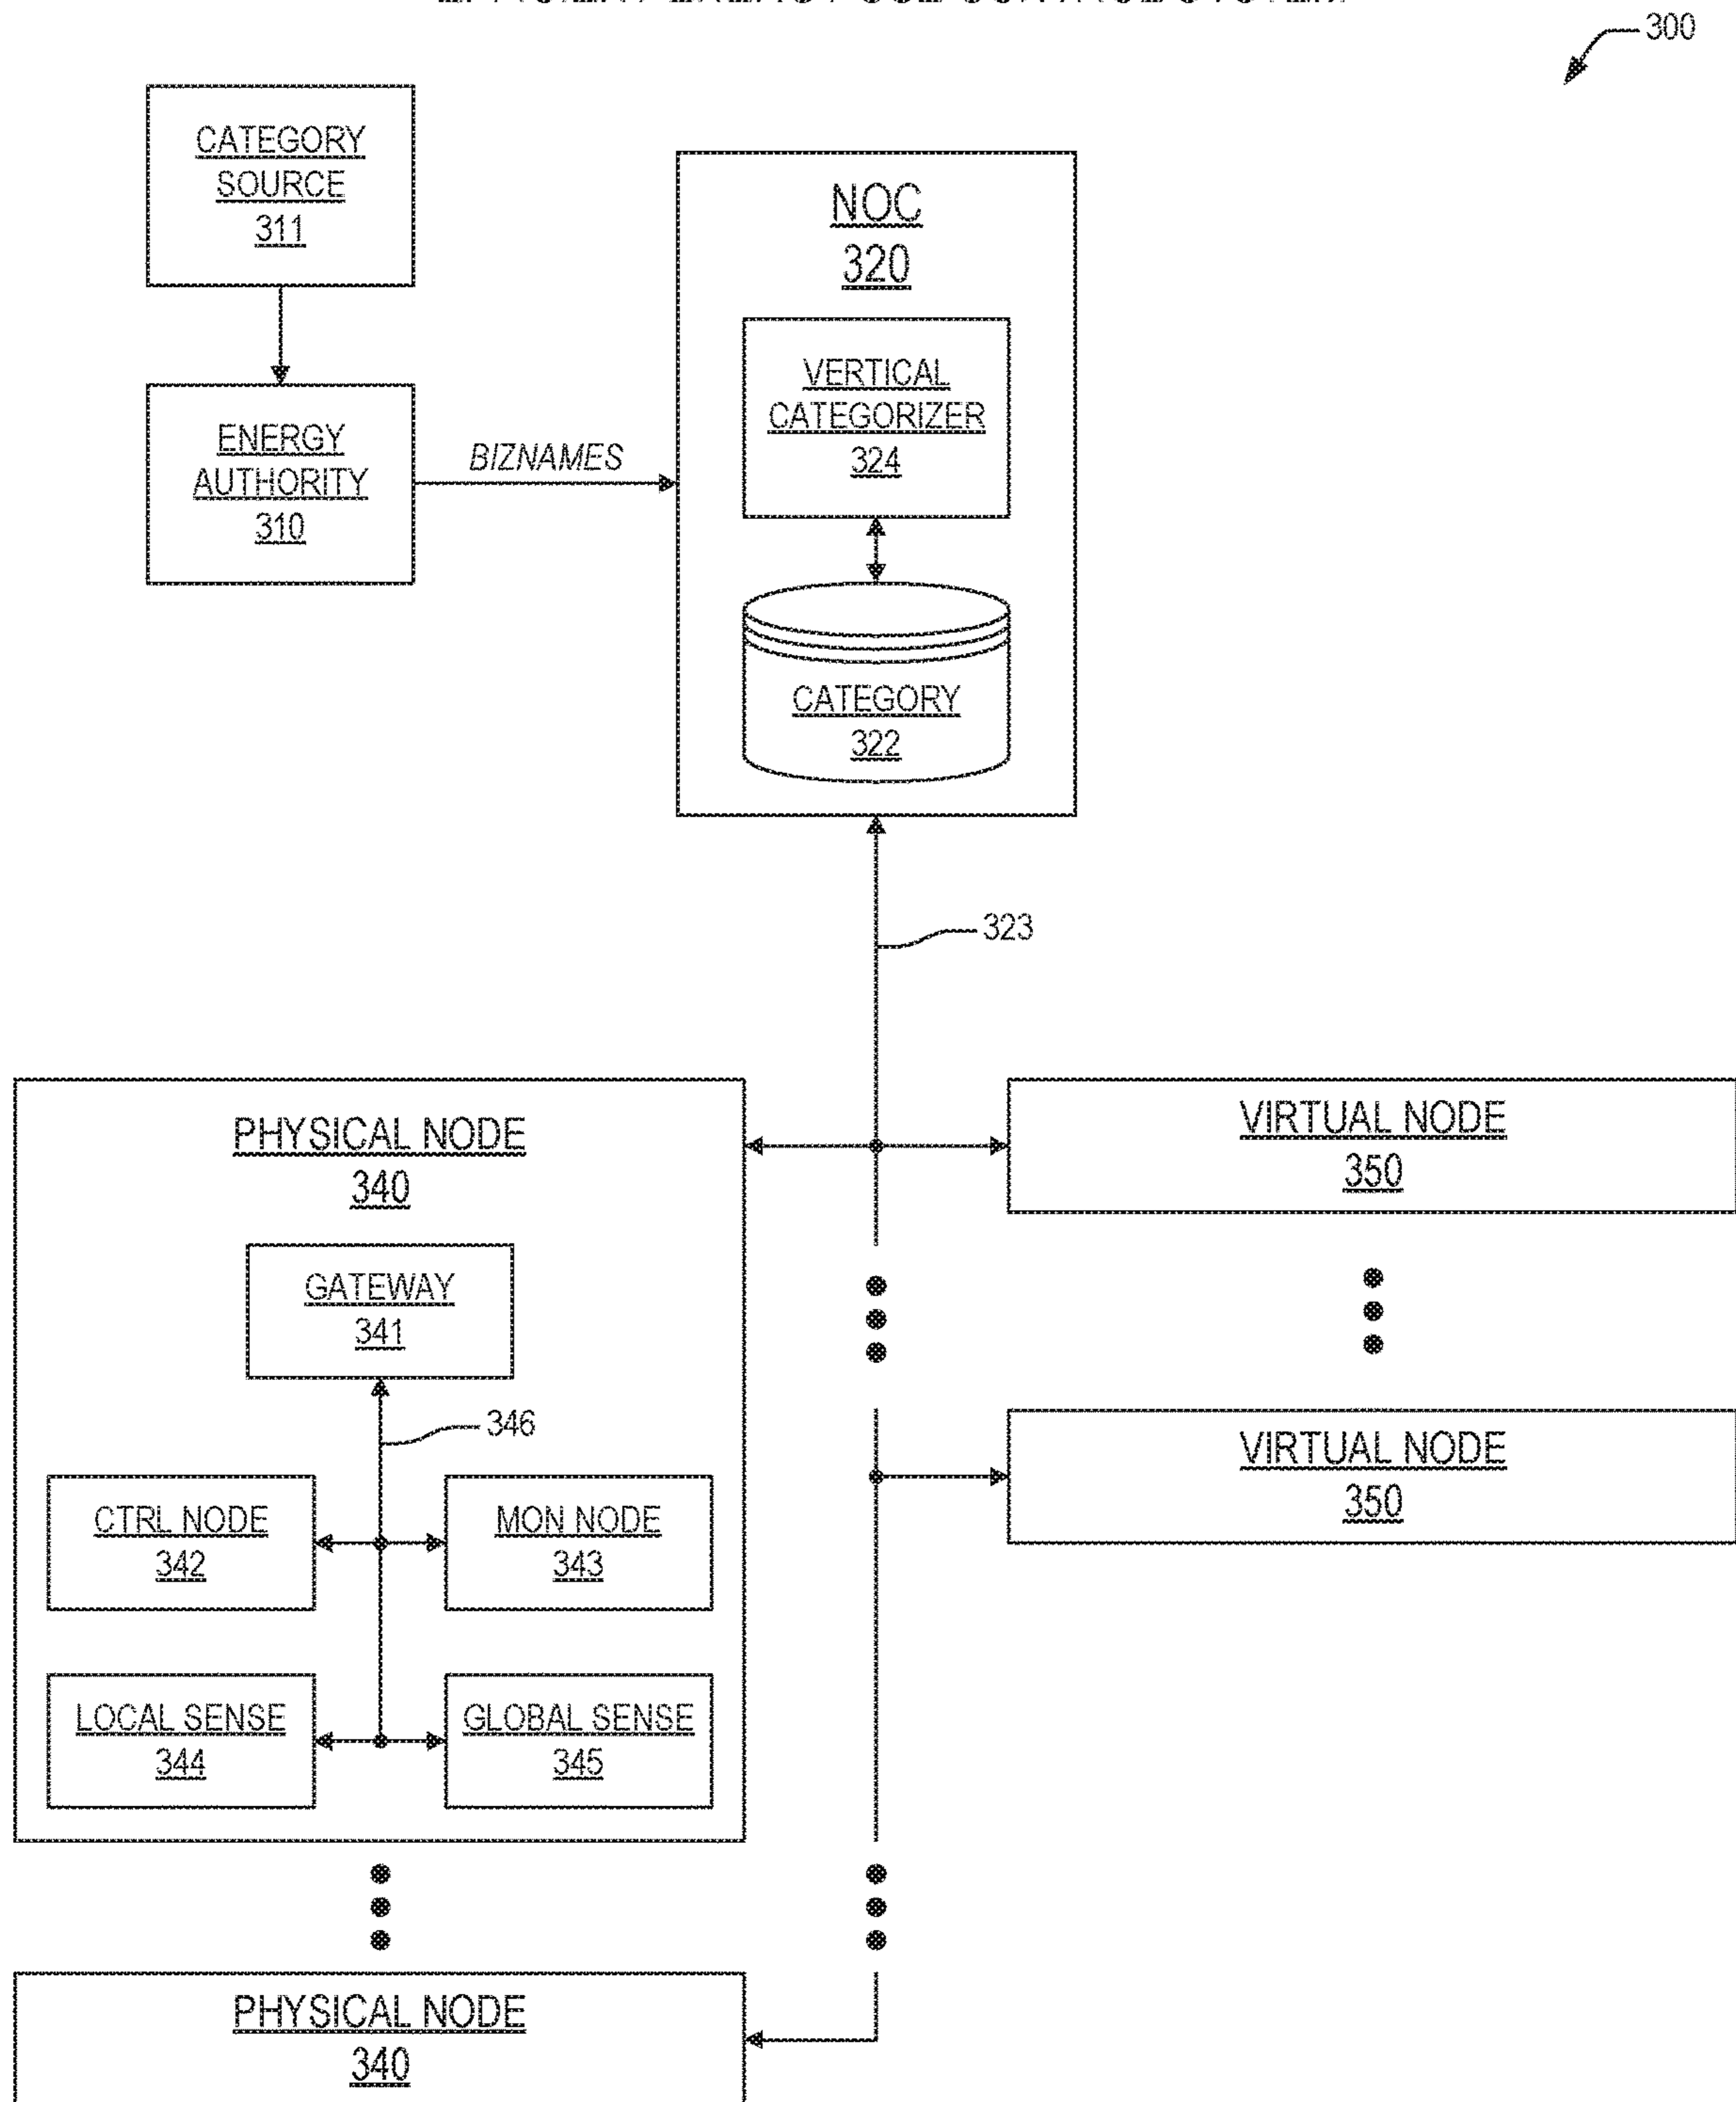 300
CATEGORY
SOURCE
311
ENERGY
AUTHORITY
310
BIZNAMES
NOC
320
VERTICAL
CATEGORIZER
324
CATEGORY
322
323
PHYSICAL NODE
340
GATEWAY
341
346
CTRL NODE
342
MON NODE
343
LOCAL SENSE
344
GLOBAL SENSE
345
VIRTUAL NODE
350
VIRTUAL NODE
350
PHYSICAL NODE
340